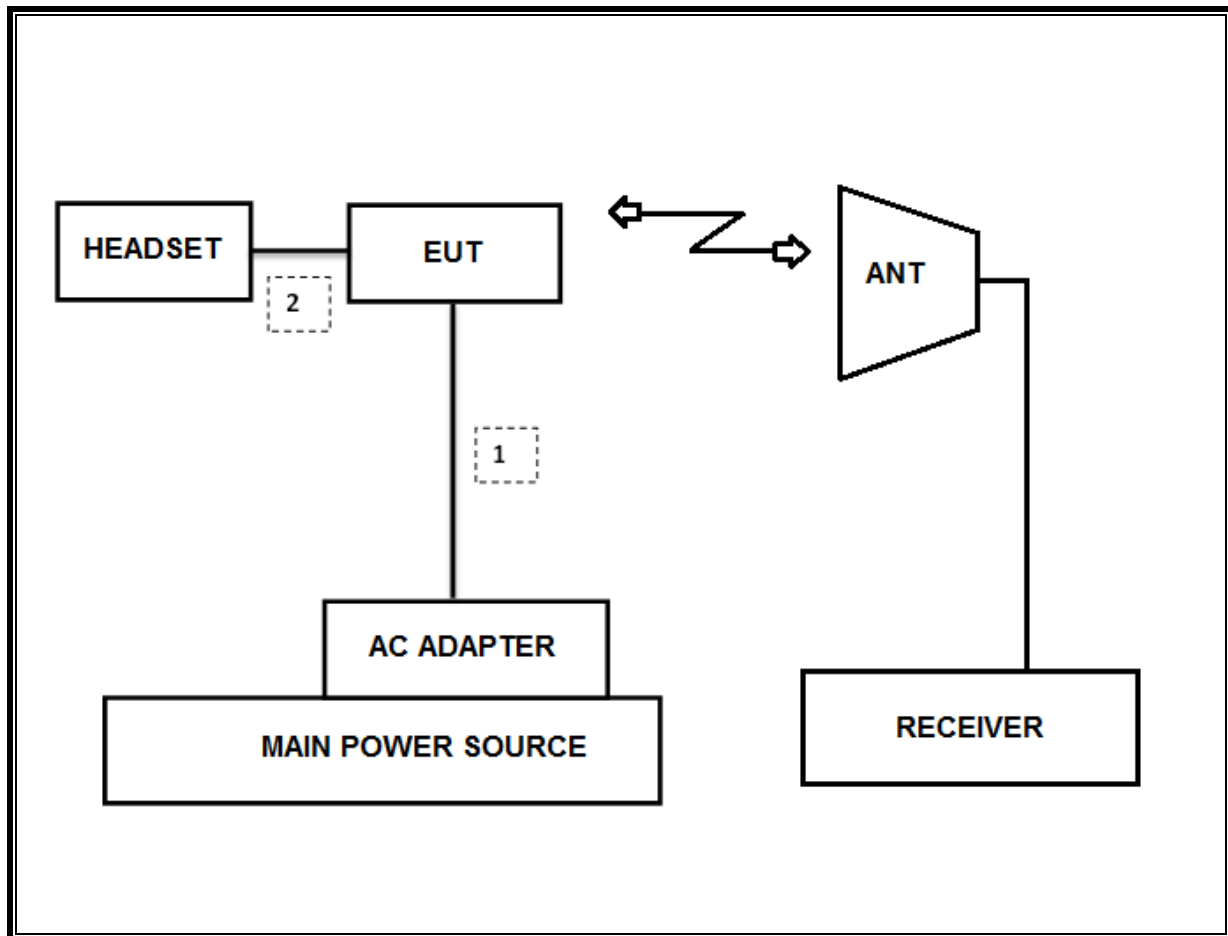 HEADSET
EUT
ANT
2
1
AC ADAPTER
MAIN POWER SOURCE
RECEIVER